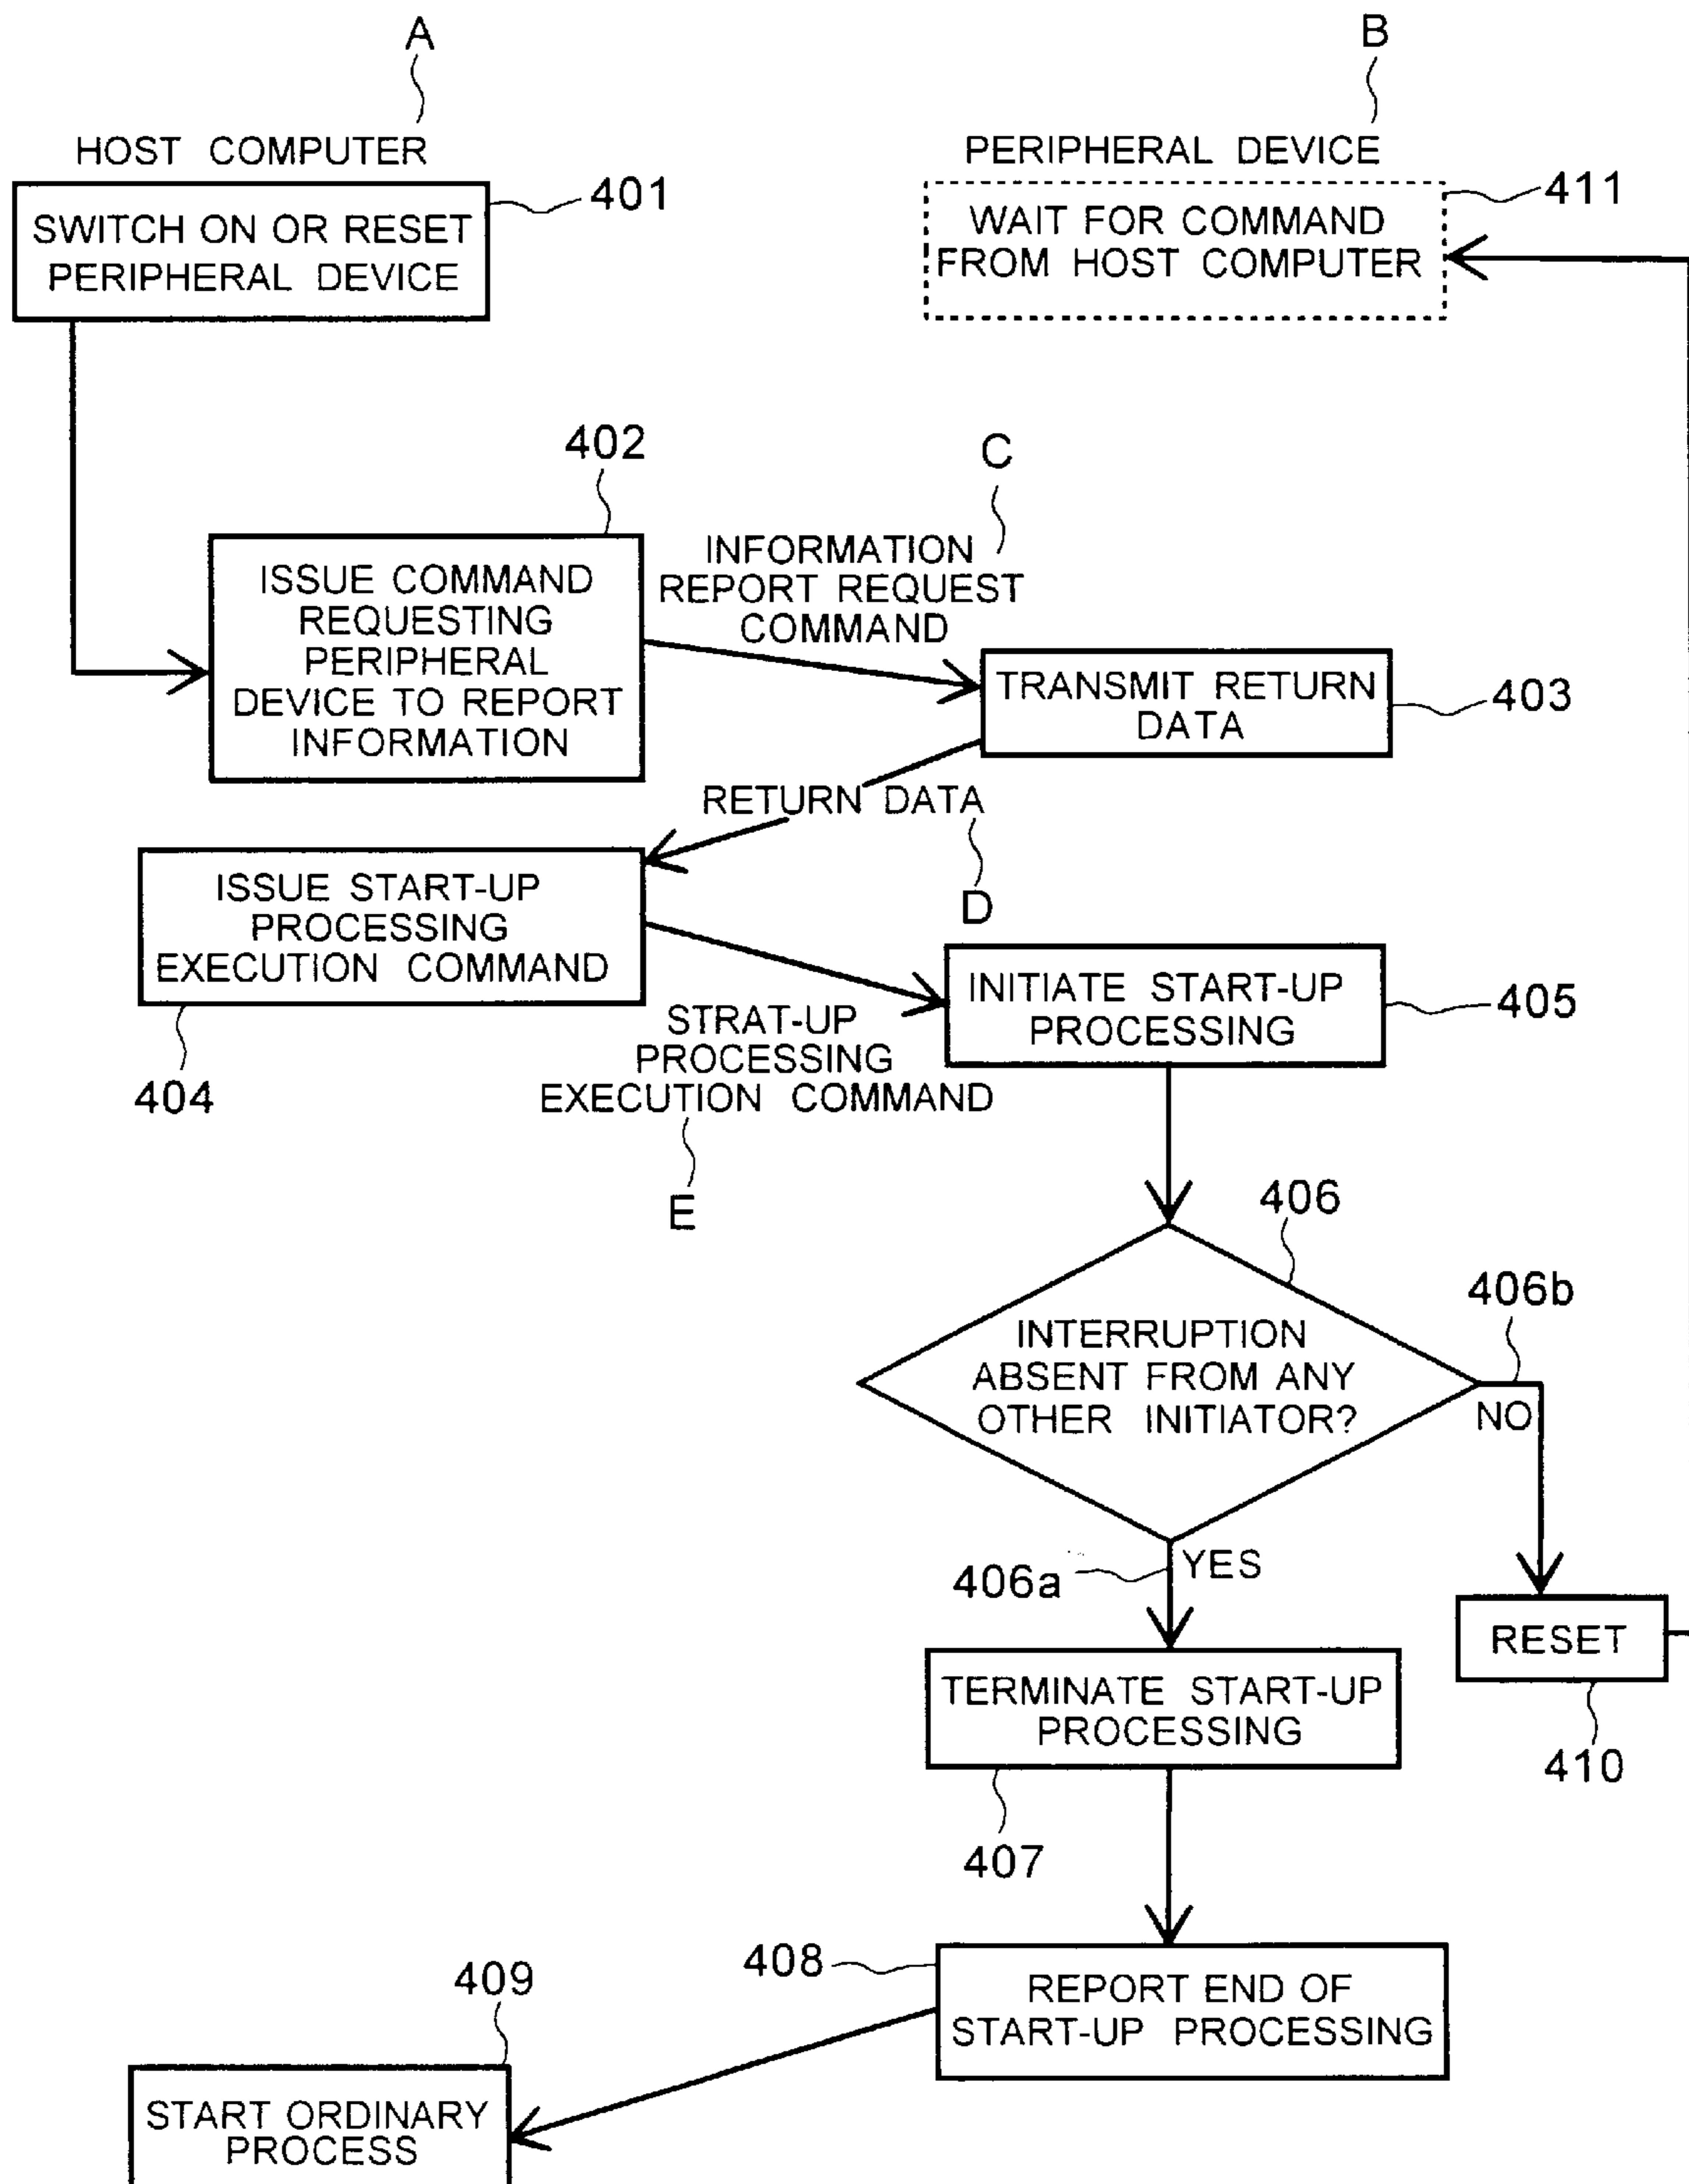 A
B
HOST COMPUTER
PERIPHERAL DEVICE
SWITCH ON OR RESET
PERIPHERAL DEVICE
401
WAIT FOR COMMAND
FROM HOST COMPUTER
411
402
C
ISSUE COMMAND
REQUESTING
PERIPHERAL
DEVICE TO REPORT
INFORMATION
INFORMATION
REPORT REQUEST
COMMAND
TRANSMIT RETURN
DATA
403
RETURN DATA
D
ISSUE START-UP
PROCESSING
EXECUTION COMMAND
404
STRAT-UP
PROCESSING
EXECUTION COMMAND
E
INITIATE START-UP
PROCESSING
405
406
INTERRUPTION
ABSENT FROM ANY
OTHER INITIATOR?
406b
NO
406a
YES
RESET
410
TERMINATE START-UP
PROCESSING
407
408
REPORT END OF
START-UP PROCESSING
409
START ORDINARY
PROCESS